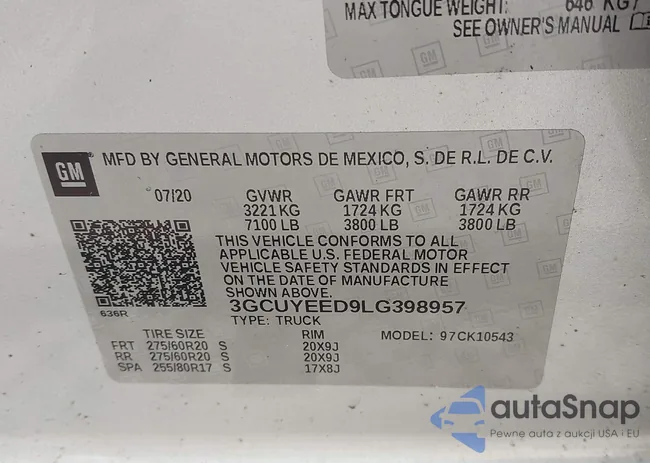 MAX TONGUE WEIGHT: 646 KG
SEE OWNER'S MANUAL
GM MFD BY GENERAL MOTORS DE MEXICO, S. DE R.L. DE C.V.
07/20 GVWR GAWR FRT GAWR RR
3221 KG 1724 KG 1724 KG
7100 LB 3800 LB 3800 LB
THIS VEHICLE CONFORMS TO ALL
APPLICABLE U.S. FEDERAL MOTOR
VEHICLE SAFETY STANDARDS IN EFFECT
ON THE DATE OF MANUFACTURE
SHOWN ABOVE.
636R 3GCUYEED9LG398957
TYPE: TRUCK MODEL: 97CK10543
TIRE SIZE RIM
FRT 275/60R20 S 20X9J
RR 275/60R20 S 20X9J
SPA 255/80R17 S 17X8J
autaSnap
Pewne auta z aukcji USA i EU